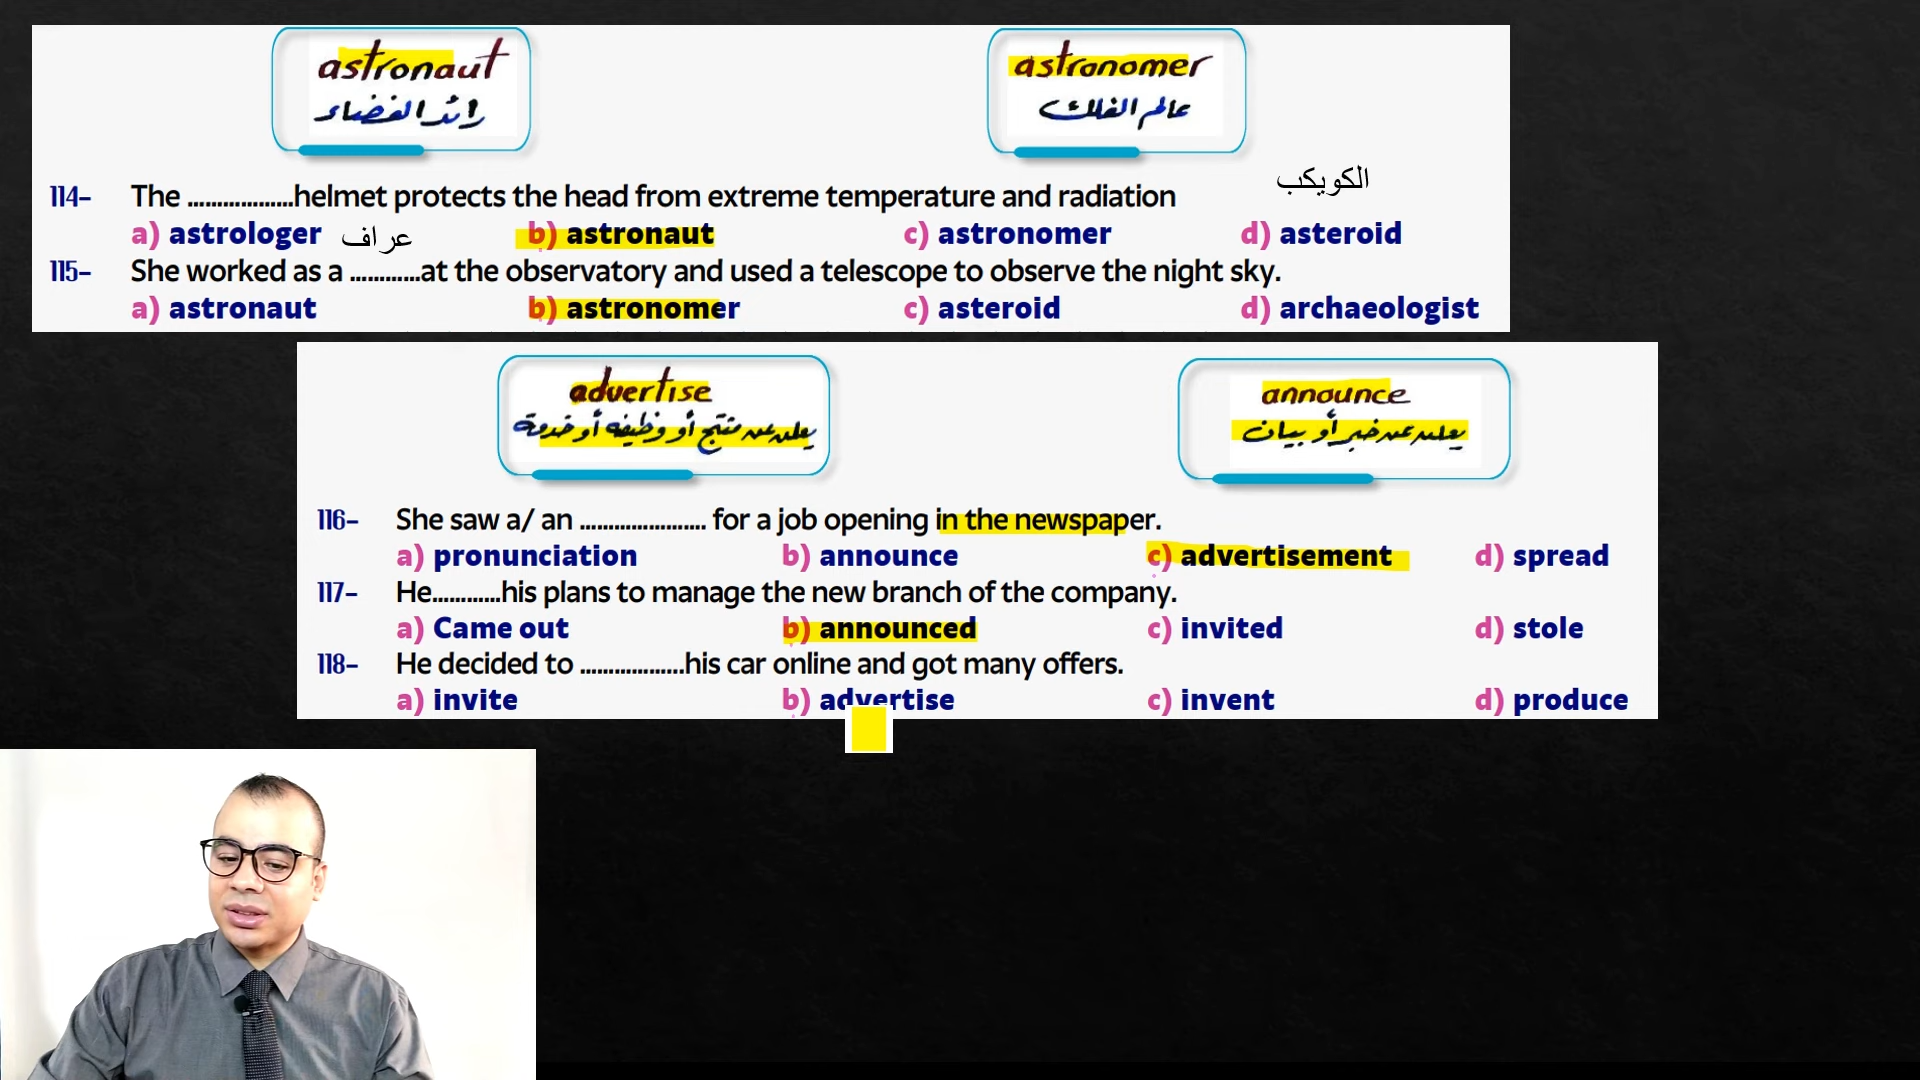 astronaut
رائد الفضاء
astronomer
عالم الفلك
114- The ..................helmet protects the head from extreme temperature and radiation
الكويكب
a) astrologer عراف b) astronaut c) astronomer d) asteroid
115- She worked as a ............at the observatory and used a telescope to observe the night sky.
a) astronaut b) astronomer c) asteroid d) archaeologist
advertise
يعلن عن منتج أو وظيفة أو خدمة
announce
يعلن عن خبر أو بيان
116- She saw a/ an ...................... for a job opening in the newspaper.
a) pronunciation b) announce c) advertisement d) spread
117- He............his plans to manage the new branch of the company.
a) Came out b) announced c) invited d) stole
118- He decided to ..................his car online and got many offers.
a) invite b) advertise c) invent d) produce